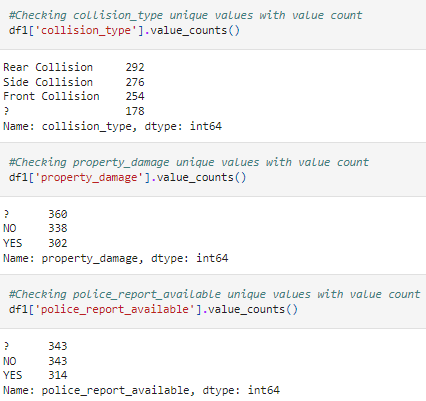 #Checking collision_type unique values with value count
df1['collision_type'].value_counts()
Rear Collision 292
Side Collision 276
Front Collision 254
? 178
Name: collision_type, dtype: int64
#Checking property_damage unique values with value count
df1['property_damage'].value_counts()
? 360
NO 338
YES 302
Name: property_damage, dtype: int64
#Checking police_report_available unique values with value count
df1['police_report_available'].value_counts()
? 343
NO 343
YES 314
Name: police_report_available, dtype: int64